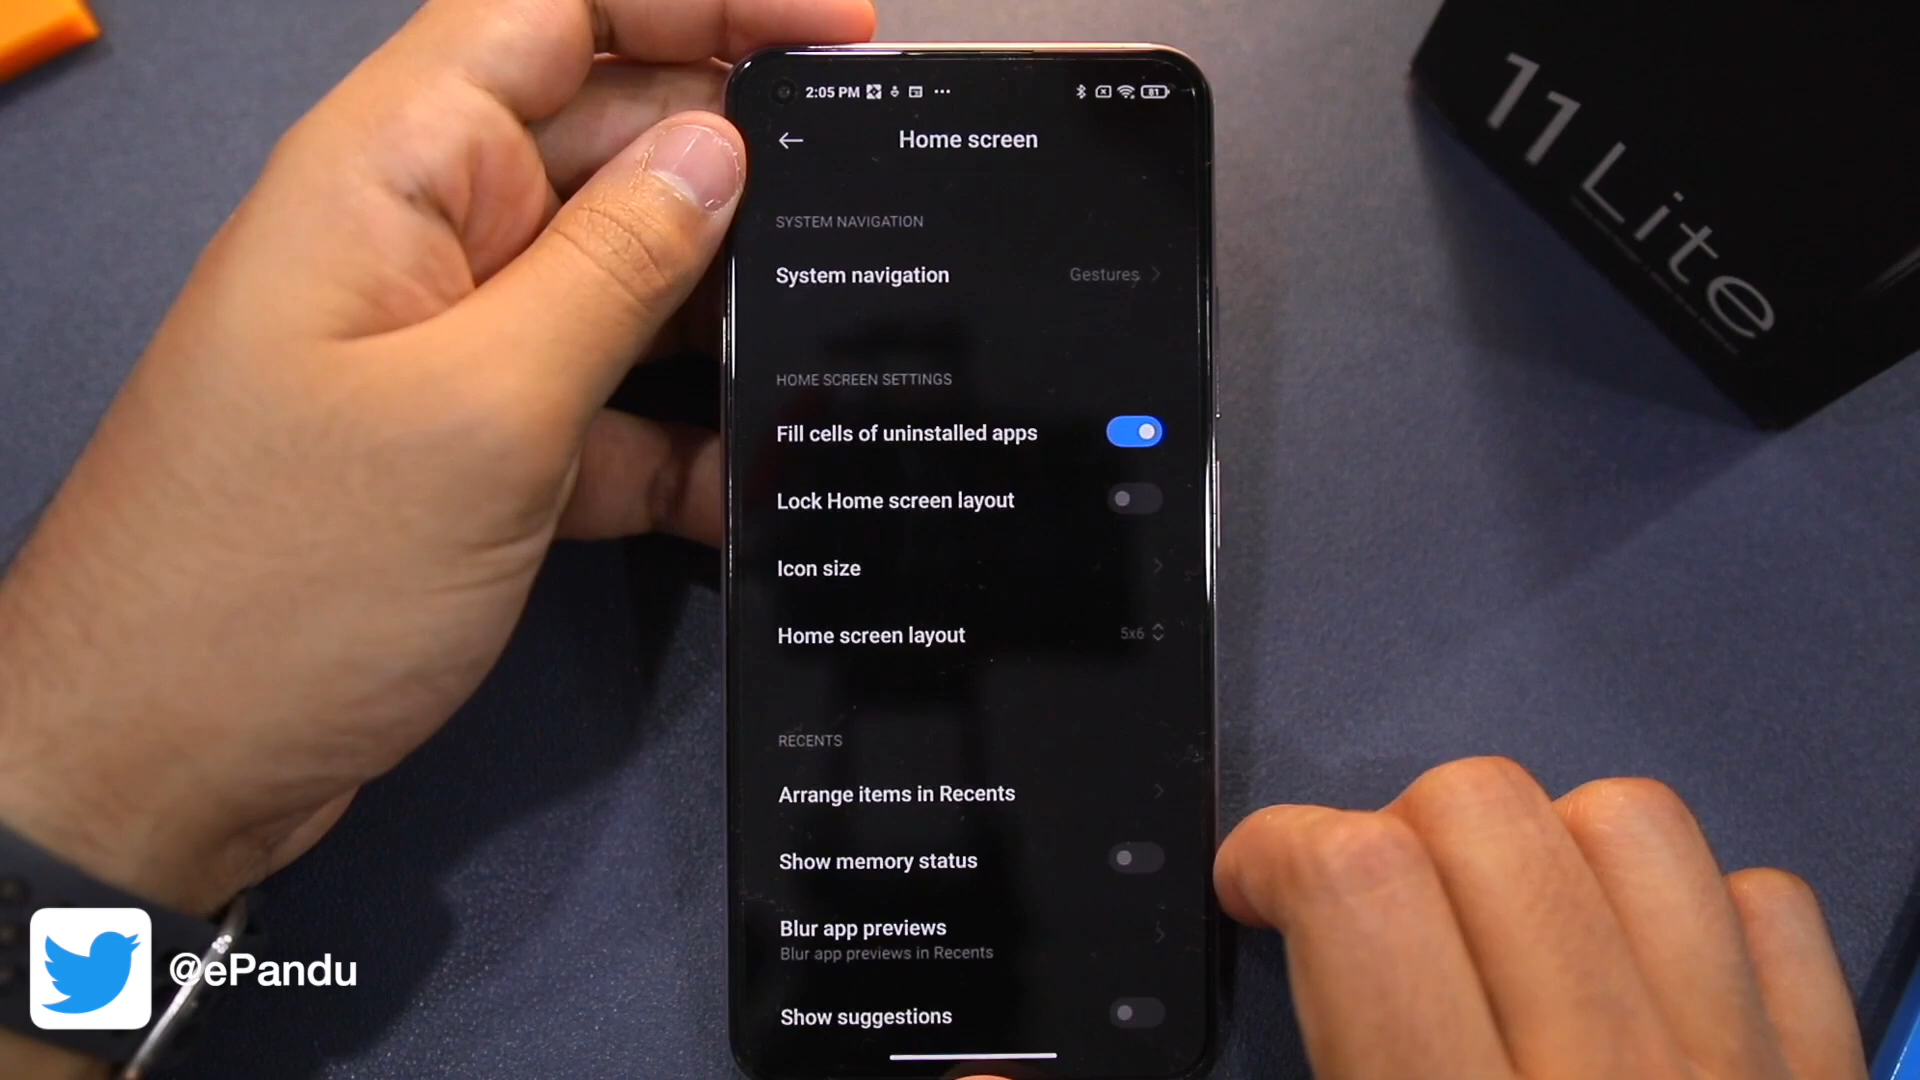 2:05 PM
81
Home screen
SYSTEM NAVIGATION
System navigation
Gestures
HOME SCREEN SETTINGS
Fill cells of uninstalled apps
Lock Home screen layout
Icon size
Home screen layout
5x6
RECENTS
Arrange items in Recents
Show memory status
Blur app previews
Blur app previews in Recents
Show suggestions
11 Lite
@ePandu